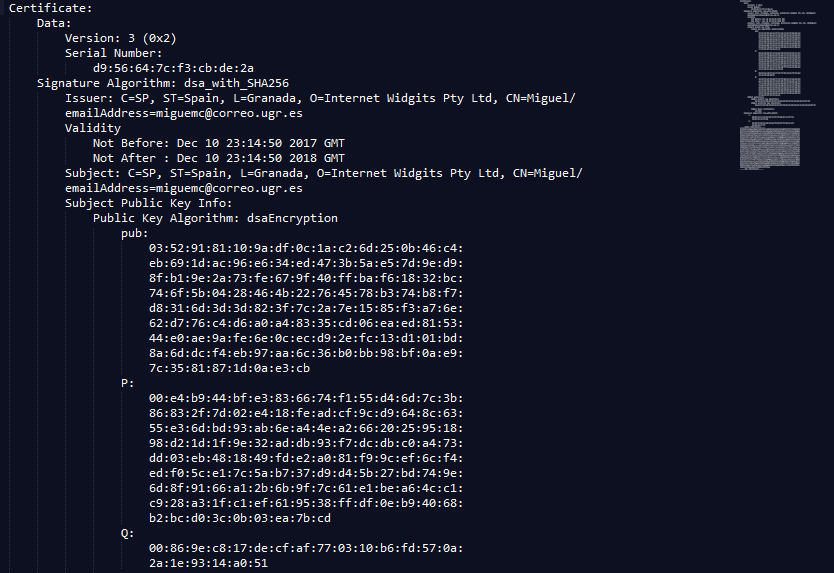 Certificate:
Data:
Version: 3 (0x2)
Serial Number:
d9:56:64:7c:f3:cb:de:2a
Signature Algorithm: dsa_with_SHA256
Issuer: C=SP, ST=Spain, L=Granada, O=Internet Widgits Pty Ltd, CN=Miguel/
emailAddress=miguemc@correo.ugr.es
Validity
Not Before: Dec 10 23:14:50 2017 GMT
Not After : Dec 10 23:14:50 2018 GMT
Subject: C=SP, ST=Spain, L=Granada, O=Internet Widgits Pty Ltd, CN=Miguel/
emailAddress=miguemc@correo.ugr.es
Subject Public Key Info:
Public Key Algorithm: dsaEncryption
pub:
03:52:91:81:10:9a:df:0c:1a:c2:6d:25:0b:46:c4:
eb:69:1d:ac:96:e6:34:ed:47:3b:5a:e5:7d:9e:d9:
8f:b1:9e:2a:73:fe:67:9f:40:ff:ba:f6:18:32:bc:
74:6f:5b:04:28:46:4b:22:76:45:78:b3:74:b8:f7:
d8:31:6d:3d:3d:82:3f:7c:2a:7e:15:85:f3:a7:6e:
62:d7:76:c4:d6:a0:a4:83:35:cd:06:ea:ed:81:53:
44:e0:ae:9a:fe:6e:0c:ec:d9:2e:fc:13:d1:01:bd:
8a:6d:dc:f4:eb:97:aa:6c:36:b0:bb:98:bf:0a:e9:
7c:35:81:87:1d:0a:e3:cb
P:
00:e4:b9:44:bf:e3:83:66:74:f1:55:d4:6d:7c:3b:
86:83:2f:7d:02:e4:18:fe:ad:cf:9c:d9:64:8c:63:
55:e3:6d:bd:93:ab:6e:a4:4e:a2:66:20:25:95:18:
98:d2:1d:1f:9e:32:ad:db:93:f7:dc:db:c0:a4:73:
dd:03:eb:48:18:49:fd:e2:a0:81:f9:9c:ef:6c:f4:
ed:f0:5c:e1:7c:5a:b7:37:d9:d4:5b:27:bd:74:9e:
6d:8f:91:66:a1:2b:6b:9f:7c:61:e1:be:a6:4c:c1:
c9:28:a3:1f:c1:ef:61:95:38:ff:df:0e:b9:40:68:
b2:bc:d0:3c:0b:03:ea:7b:cd
Q:
00:86:9e:c8:17:de:cf:af:77:03:10:b6:fd:57:0a:
2a:1e:93:14:a0:51